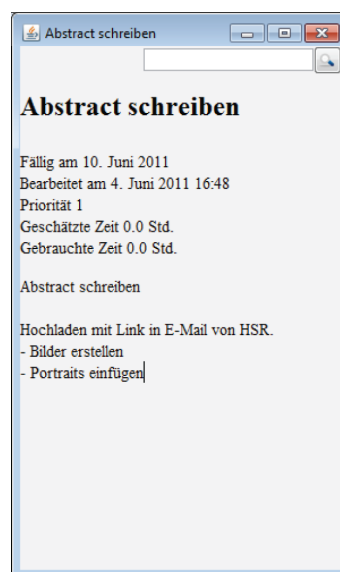 Abstract schreiben
Abstract schreiben
Fällig am 10. Juni 2011
Bearbeitet am 4. Juni 2011 16:48
Priorität 1
Geschätzte Zeit 0.0 Std.
Gebrauchte Zeit 0.0 Std.
Abstract schreiben
Hochladen mit Link in E-Mail von HSR.
- Bilder erstellen
- Portraits einfügen